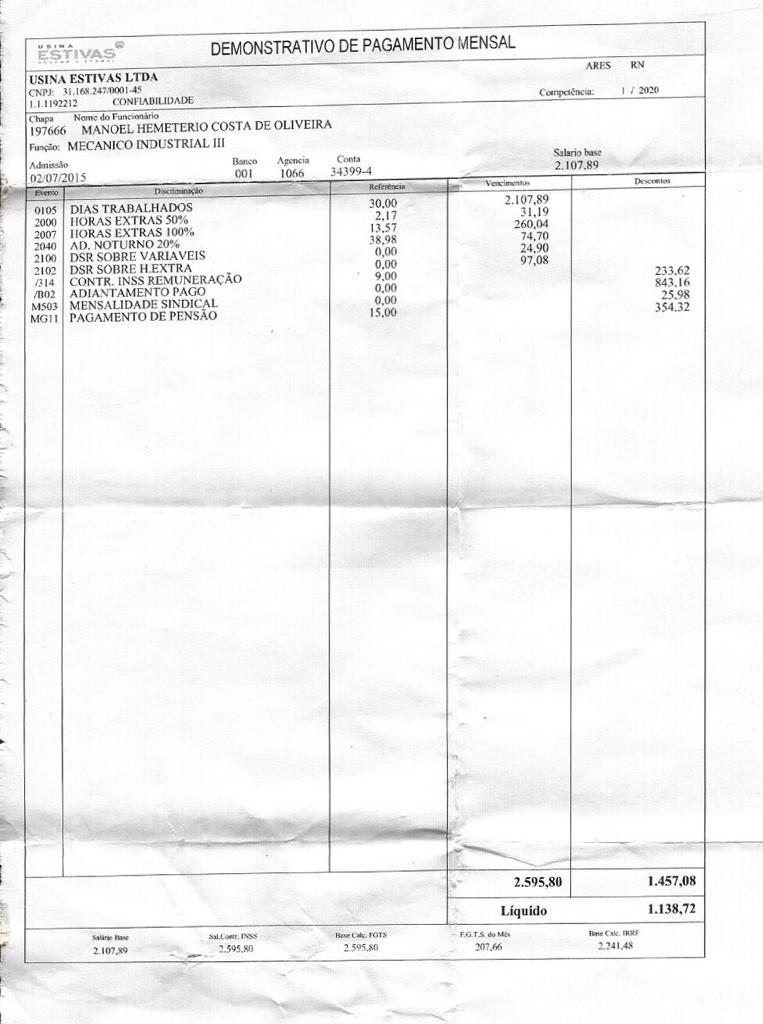 USINA
ESTIVAS
DEMONSTRATIVO DE PAGAMENTO MENSAL
USINA ESTIVAS LTDA
ARES RN
CNPJ: 31.168.247/0001-45
Competência: 1 / 2020
1.1.1192212 CONFIABILIDADE
Chapa Nome do Funcionário
197666 MANOEL HEMETERIO COSTA DE OLIVEIRA
Função: MECANICO INDUSTRIAL III
Admissão Banco Agencia Conta Salario base
02/07/2015 001 1066 34399-4 2.107,89
Evento Discriminação Referência Vencimentos Descontos
0105 DIAS TRABALHADOS 30,00 2.107,89
2000 HORAS EXTRAS 50% 2,17 31,19
2007 HORAS EXTRAS 100% 13,57 260,04
2040 AD. NOTURNO 20% 38,98 74,70
2100 DSR SOBRE VARIAVEIS 0,00 24,90
2102 DSR SOBRE H.EXTRA 0,00 97,08
/314 CONTR. INSS REMUNERAÇÃO 9,00 233,62
/B02 ADIANTAMENTO PAGO 0,00 843,16
M503 MENSALIDADE SINDICAL 0,00 25,98
MG11 PAGAMENTO DE PENSÃO 15,00 354,32
2.595,80 1.457,08
Líquido 1.138,72
Salário Base Sal.Contr. INSS Base Calc. FGTS F.G.T.S. do Mês Base Calc. IRRF
2.107,89 2.595,80 2.595,80 207,66 2.241,48